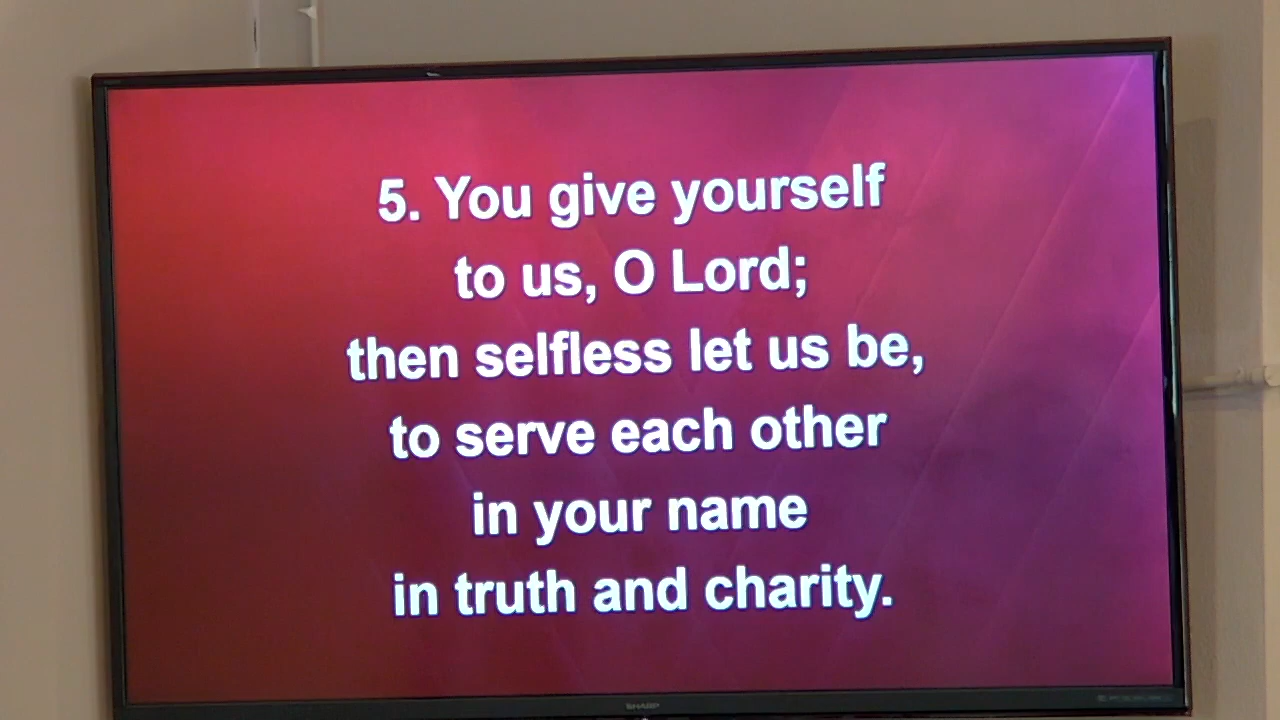 5. You give yourself
to us, O Lord;
then selfless let us be,
to serve each other
in your name
in truth and charity.
SHARP